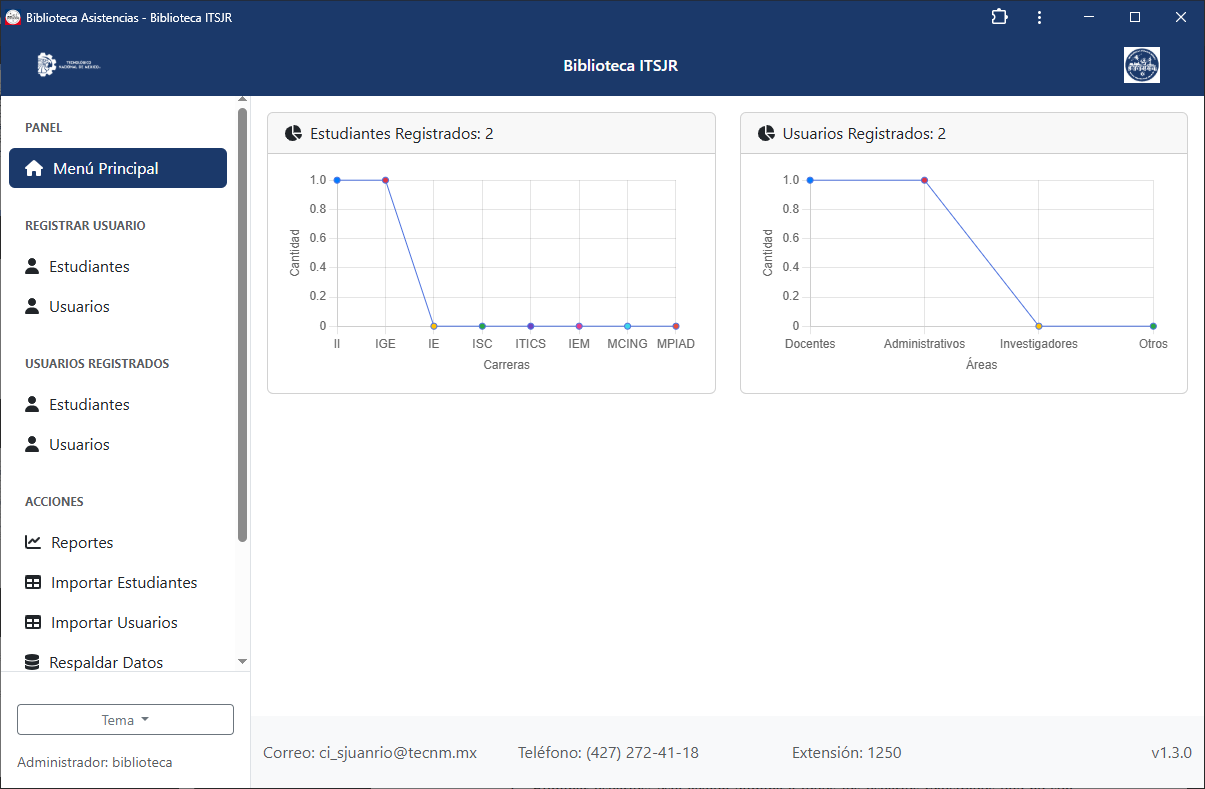 Biblioteca Asistencias - Biblioteca ITSJR
TECNOLÓGICO
NACIONAL DE MÉXICO
Biblioteca ITSJR
PANEL
Menú Principal
REGISTRAR USUARIO
Estudiantes
Usuarios
USUARIOS REGISTRADOS
Estudiantes
Usuarios
ACCIONES
Reportes
Importar Estudiantes
Importar Usuarios
Respaldar Datos
Tema
Administrador: biblioteca
Estudiantes Registrados: 2
1.0
0.8
0.6
0.4
0.2
0
Cantidad
II IGE IE ISC ITICS IEM MCING MPIAD
Carreras
Usuarios Registrados: 2
1.0
0.8
0.6
0.4
0.2
0
Cantidad
Docentes Administrativos Investigadores Otros
Áreas
Correo: ci_sjuanrio@tecnm.mx Teléfono: (427) 272-41-18 Extensión: 1250 v1.3.0